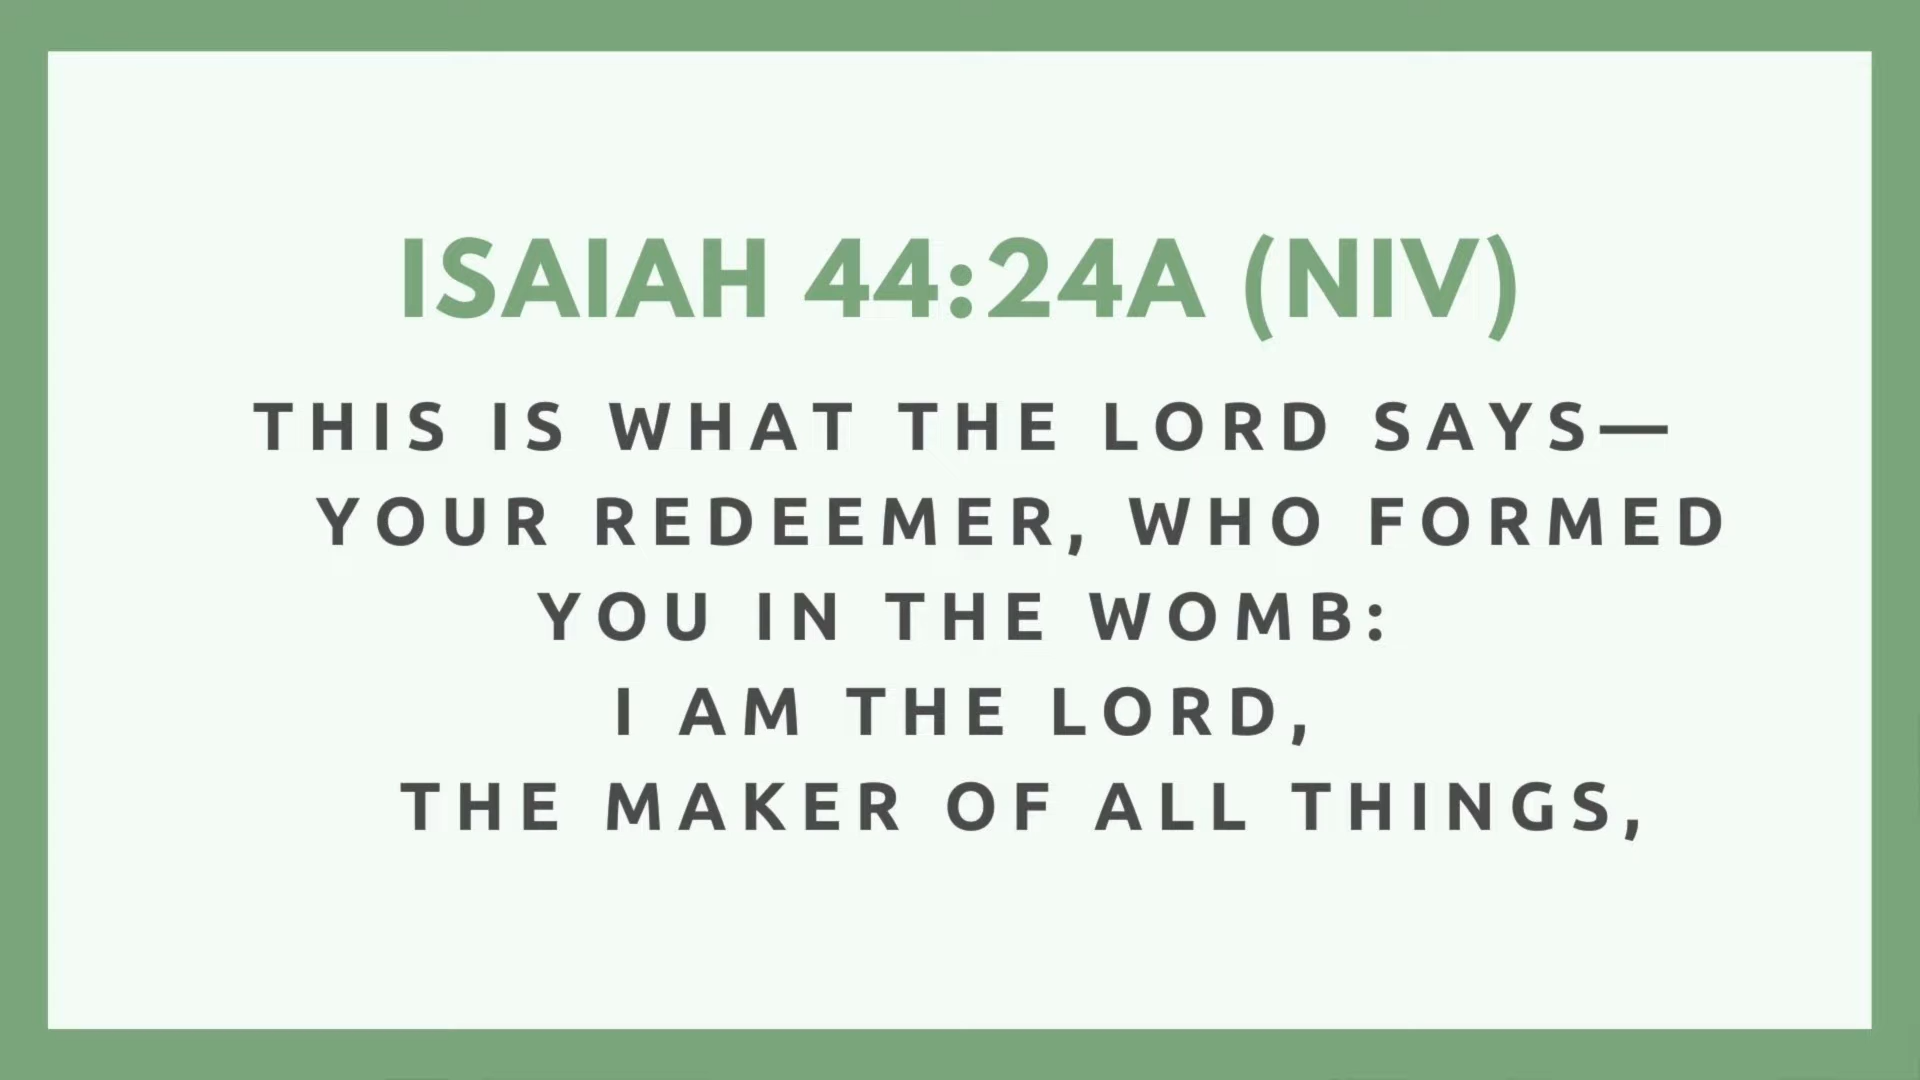 ISAIAH 44:24A (NIV)
THIS IS WHAT THE LORD SAYS—
YOUR REDEEMER, WHO FORMED
YOU IN THE WOMB:
I AM THE LORD,
THE MAKER OF ALL THINGS,